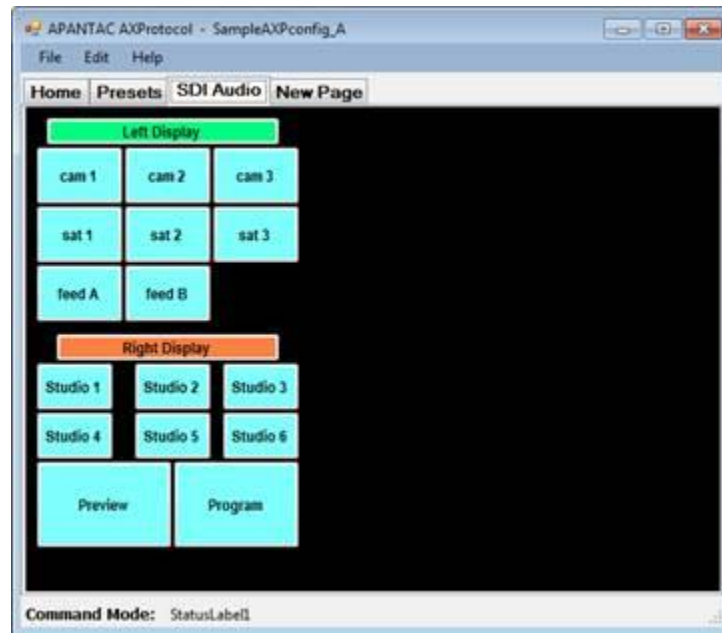 APANTAC AXProtocol - SampleAXPconfig_A
File Edit Help
Home Presets SDI Audio New Page
Left Display
cam 1 cam 2 cam 3
sat 1 sat 2 sat 3
feed A feed B
Right Display
Studio 1 Studio 2 Studio 3
Studio 4 Studio 5 Studio 6
Preview Program
Command Mode: StatusLabel1